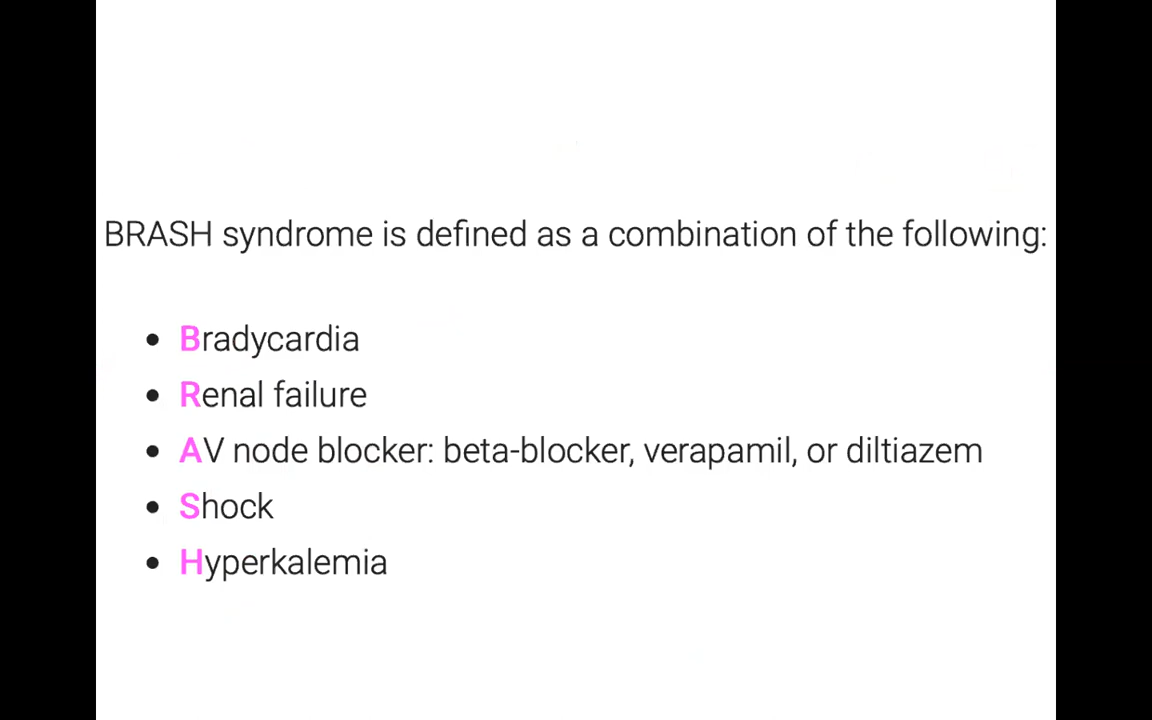 BRASH syndrome is defined as a combination of the following:
• Bradycardia
• Renal failure
• AV node blocker: beta-blocker, verapamil, or diltiazem
• Shock
• Hyperkalemia